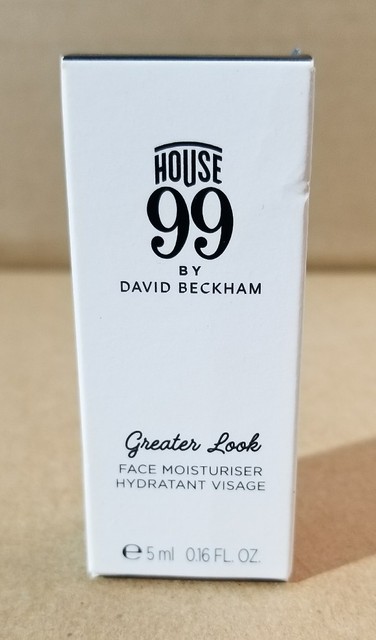 HOUSE
99
BY
DAVID BECKHAM
Greater Look
FACE MOISTURISER
HYDRATANT VISAGE
℮ 5 ml 0.16 FL. OZ.